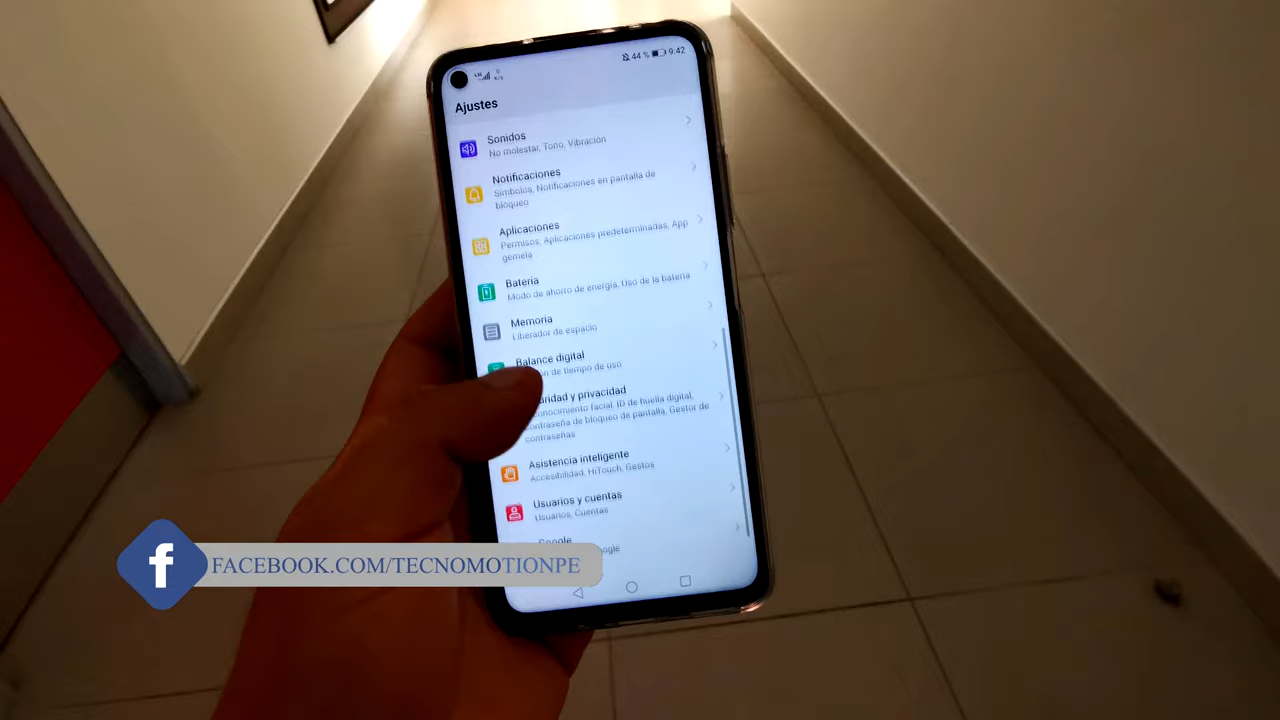 44 % 9:42
Ajustes
Sonidos
No molestar, Tono, Vibración
Notificaciones
Símbolos, Notificaciones en pantalla de
bloqueo
Aplicaciones
Permisos, Aplicaciones predeterminadas, App
gemela
Batería
Modo de ahorro de energía, Uso de la batería
Memoria
Liberador de espacio
Balance digital
de tiempo de uso
y privacidad
facial, ID de huella digital,
contraseña de bloqueo de pantalla, Gestor de
contraseñas
Asistencia inteligente
Accesibilidad, HiTouch, Gestos
Usuarios y cuentas
Usuarios, Cuentas
Google
FACEBOOK.COM/TECNOMOTIONPE